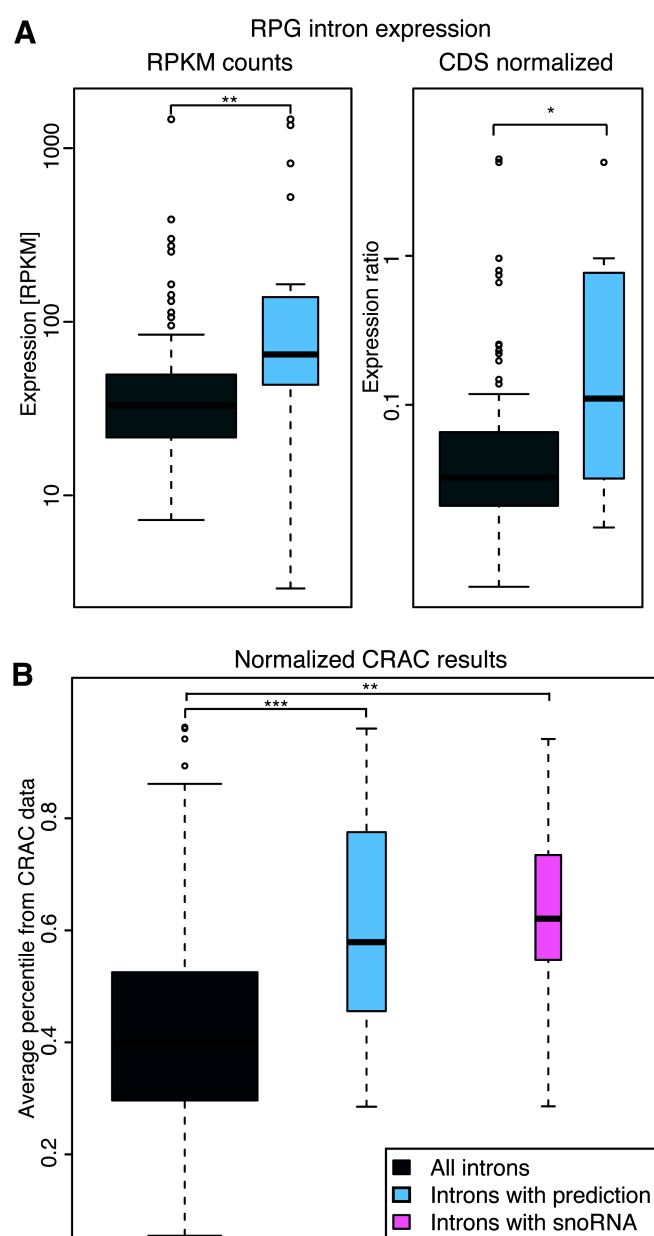 A
RPG intron expression
RPKM counts
CDS normalized
**
*
Expression [RPKM]
1000
100
10
Expression ratio
1
0.1
B
Normalized CRAC results
**
***
Average percentile from CRAC data
0.8
0.6
0.4
0.2
All introns
Introns with prediction
Introns with snoRNA